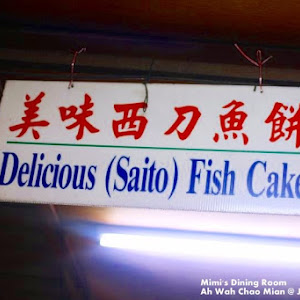 美味西刀魚餅
Delicious (Saito) Fish Cake
Mimi's Dining Room
Ah Wah Chao Mian @ J